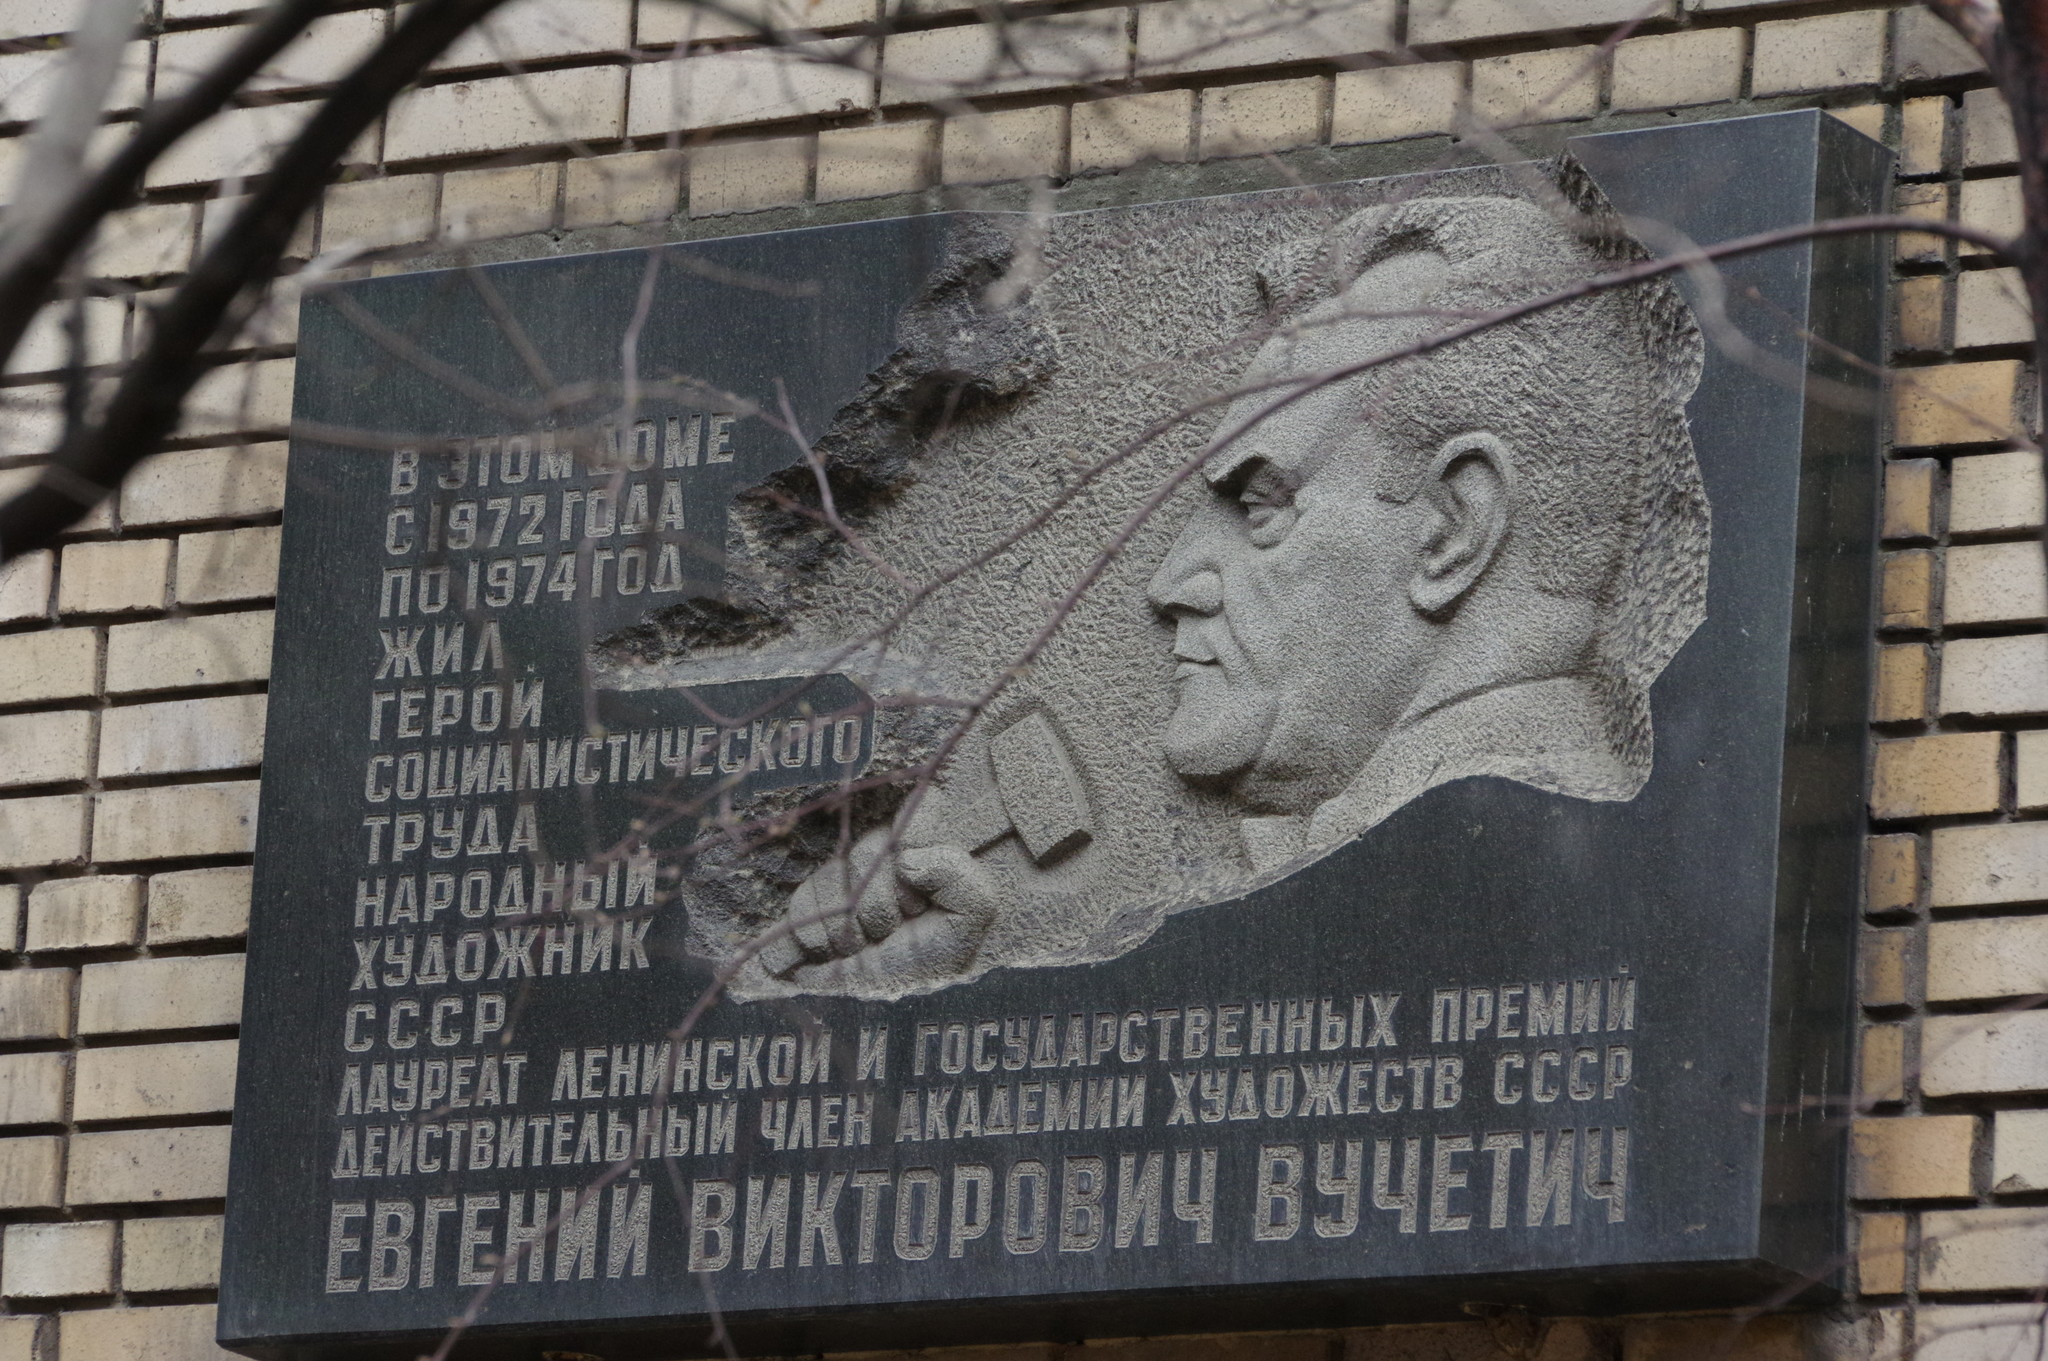 В ЭТОМ ДОМЕ
С 1972 ГОДА
ПО 1974 ГОД
ЖИЛ
ГЕРОЙ
СОЦИАЛИСТИЧЕСКОГО
ТРУДА
НАРОДНЫЙ
ХУДОЖНИК
СССР
ЛАУРЕАТ ЛЕНИНСКОЙ И ГОСУДАРСТВЕННЫХ ПРЕМИЙ
ДЕЙСТВИТЕЛЬНЫЙ ЧЛЕН АКАДЕМИИ ХУДОЖЕСТВ СССР
ЕВГЕНИЙ ВИКТОРОВИЧ ВУЧЕТИЧ